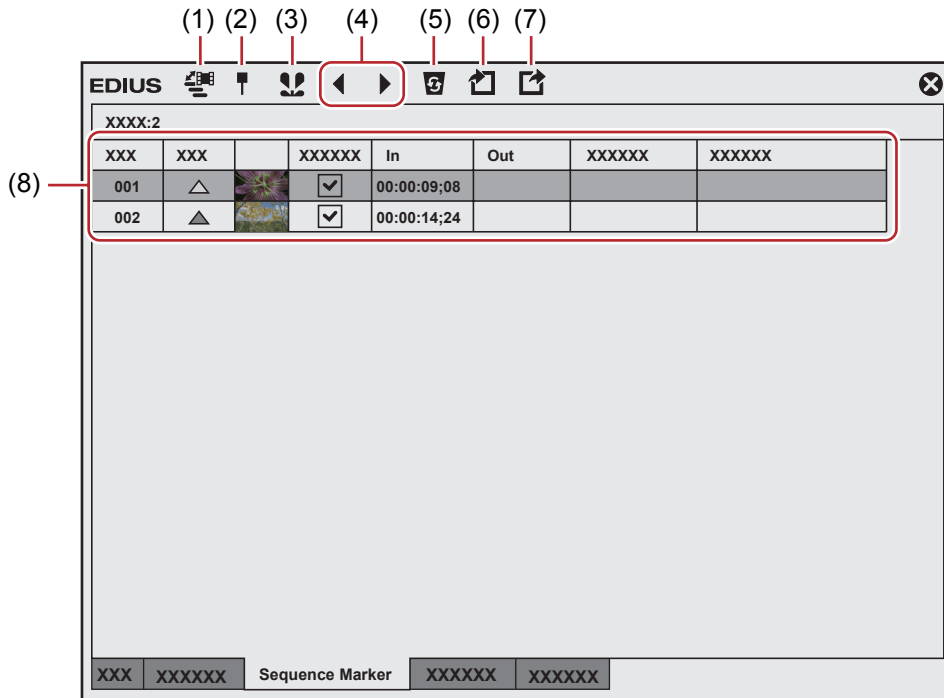 (1) (2) (3) (4) (5) (6) (7)
EDIUS
XXXX:2
XXX XXX XXXXXX In Out XXXXXX XXXXXX
(8)
001 00:00:09;08
002 00:00:14;24
XXX XXXXXX Sequence Marker XXXXXX XXXXXX